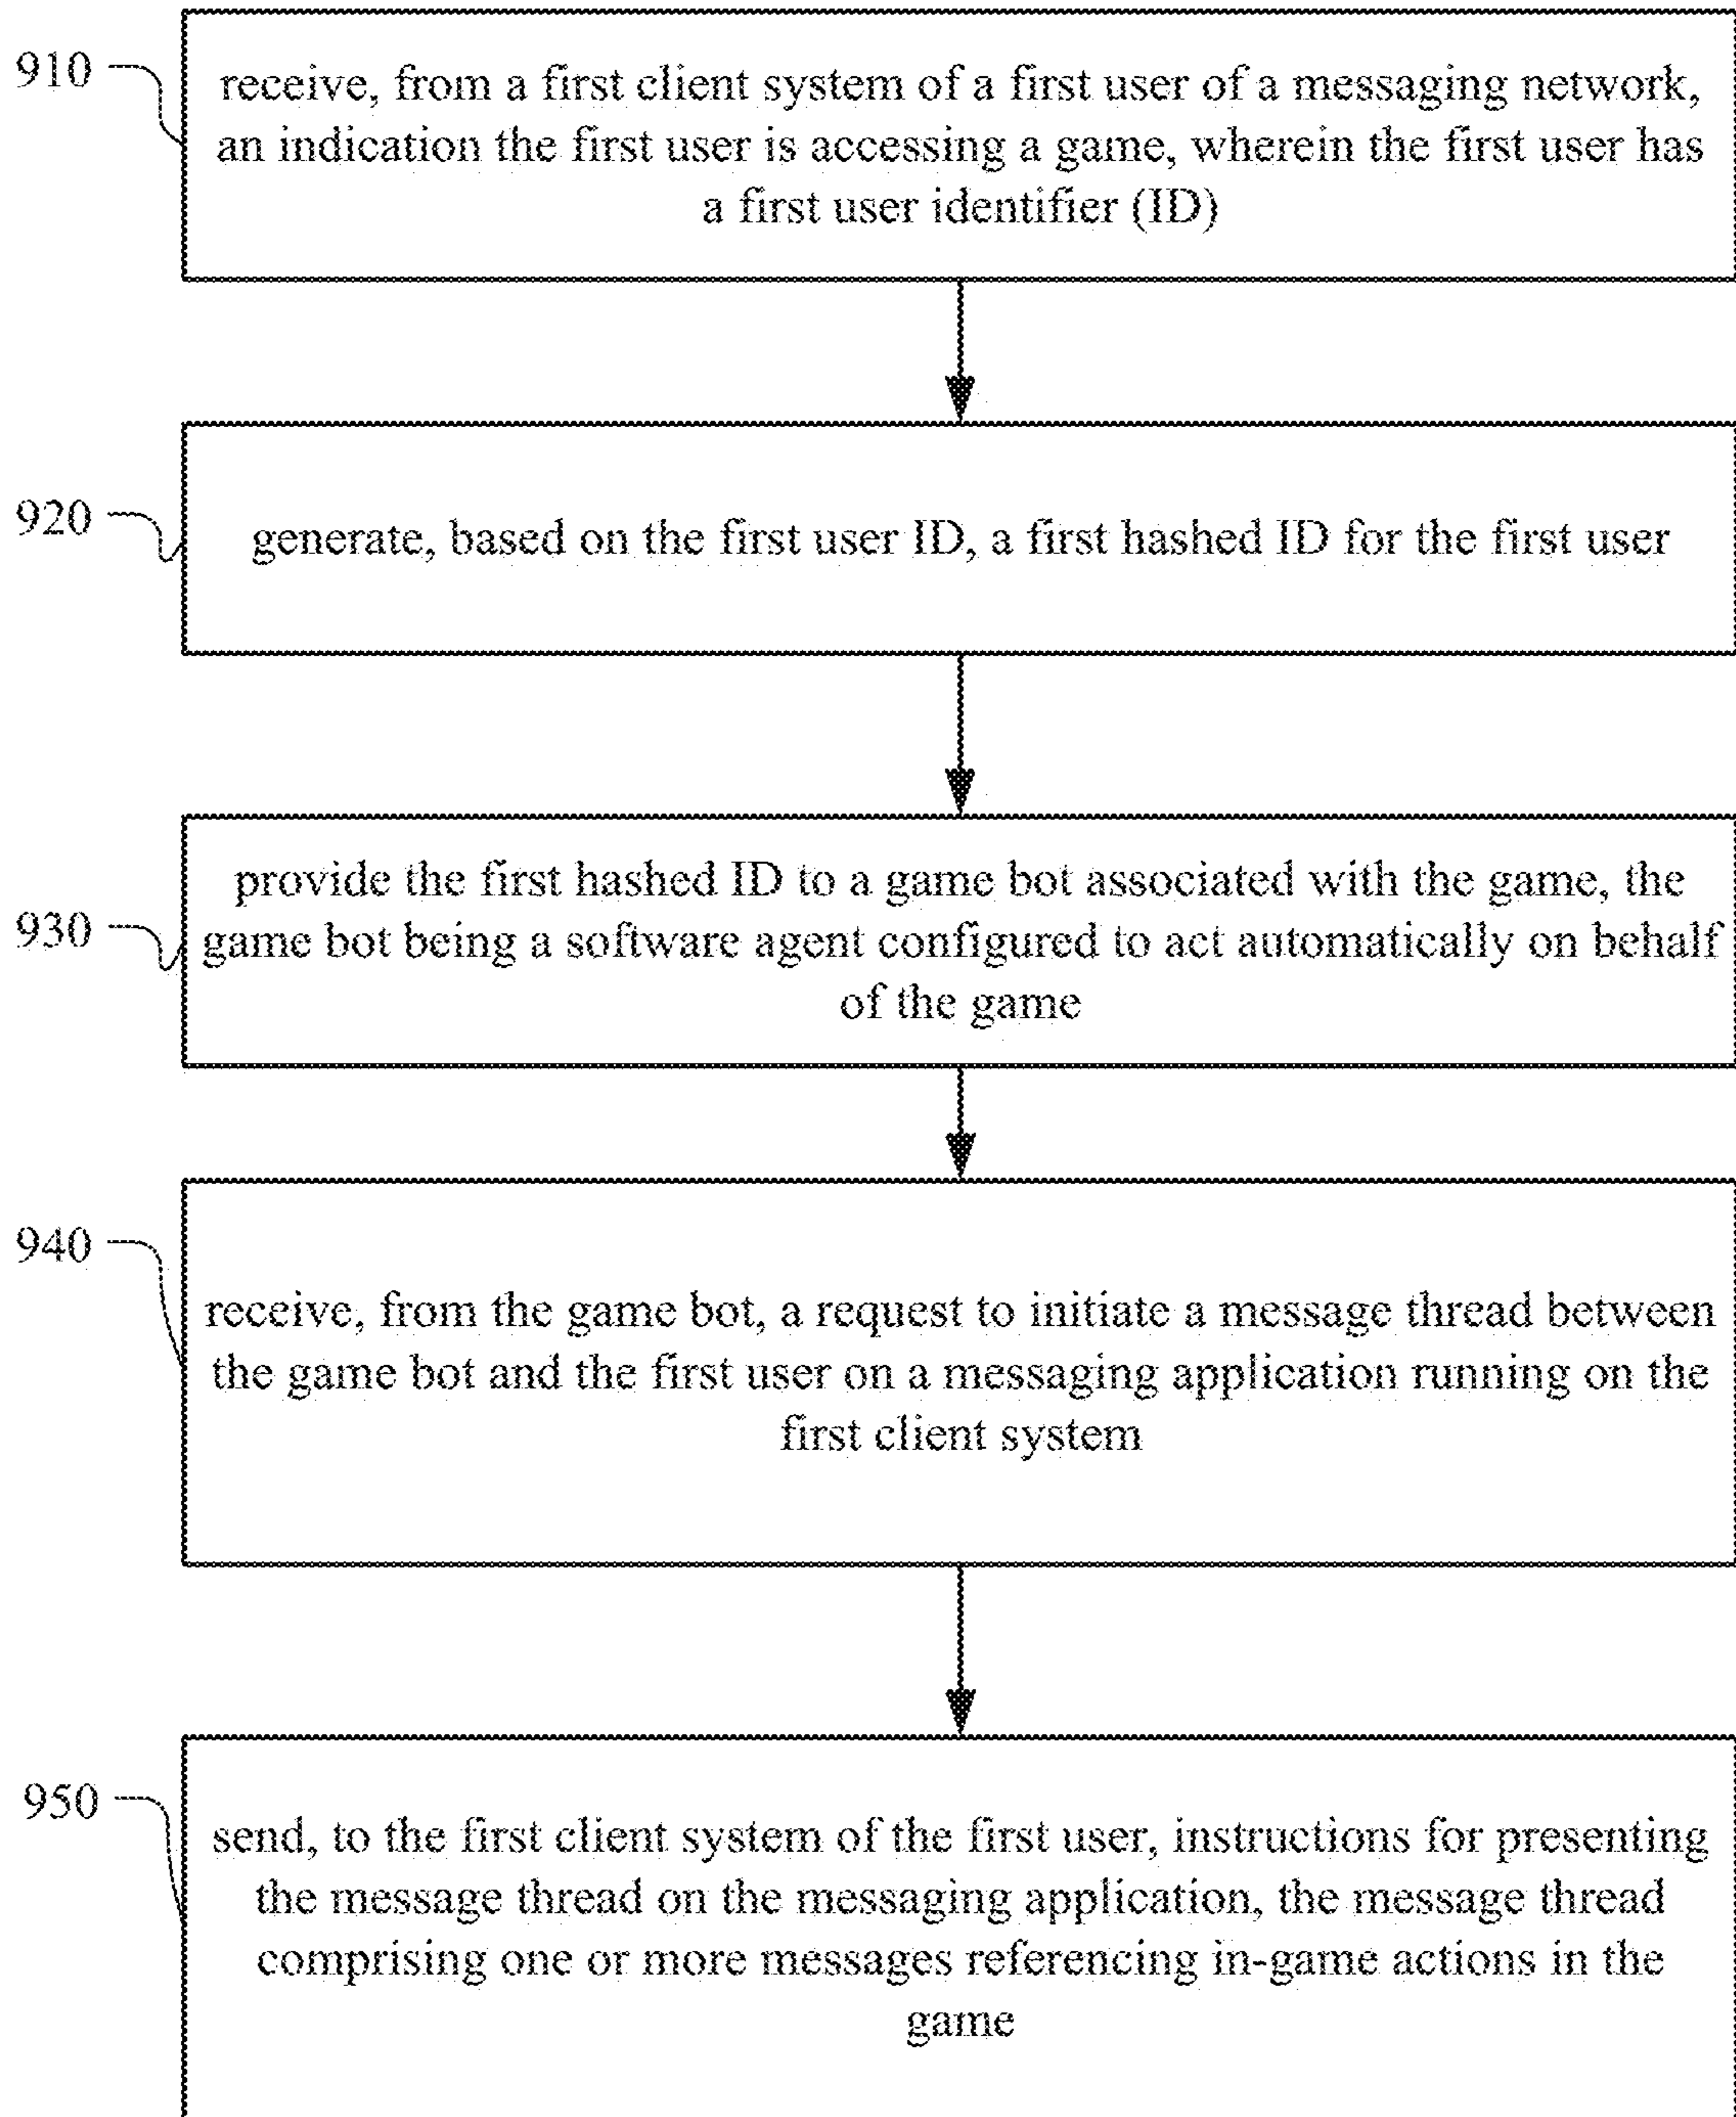 910
receive, from a first client system of a first user of a messaging network,
an indication the first user is accessing a game, wherein the first user has
a first user identifier (ID)
920
generate, based on the first user ID, a first hashed ID for the first user
930
provide the first hashed ID to a game bot associated with the game, the
game bot being a software agent configured to act automatically on behalf
of the game
940
receive, from the game bot, a request to initiate a message thread between
the game bot and the first user on a messaging application running on the
first client system
950
send, to the first client system of the first user, instructions for presenting
the message thread on the messaging application, the message thread
comprising one or more messages referencing in-game actions in the
game